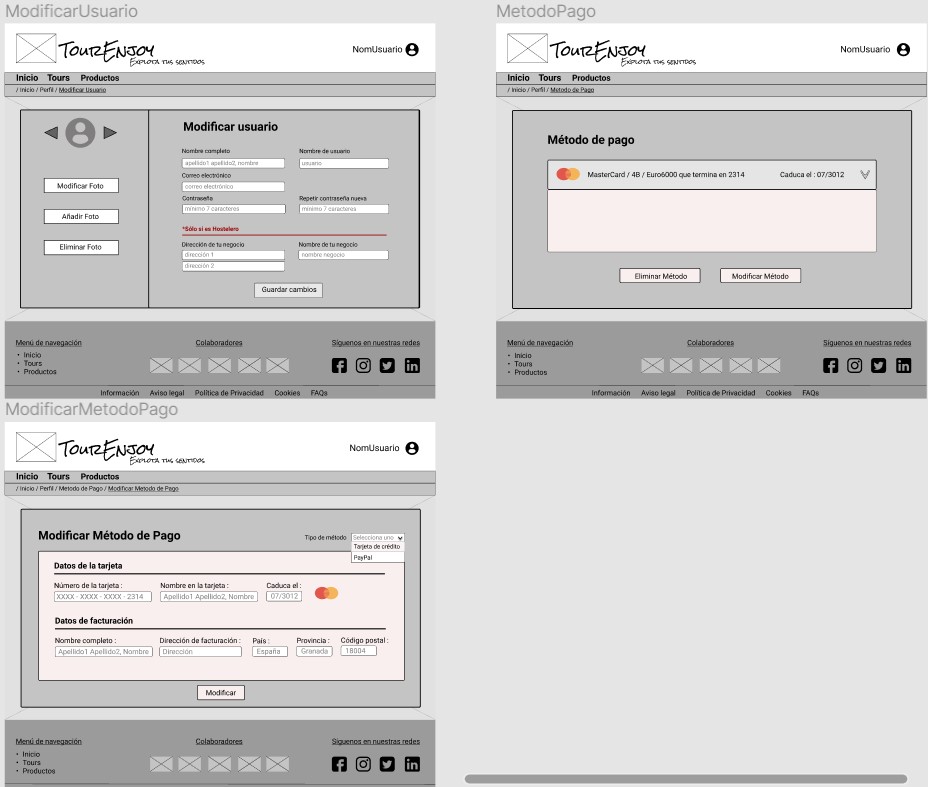 ModificarUsuario
TourEnjoy
Explota tus sentidos
NomUsuario
Inicio Tours Productos
/ Inicio / Perfil / Modificar Usuario
Modificar usuario
Nombre completo
Nombre de usuario
apellido1 apellido2, nombre
usuario
Correo electrónico
correo electrónico
Contraseña
Repetir contraseña nueva
mínimo 7 caracteres
mínimo 7 caracteres
*Sólo si es Hostelero
Dirección de tu negocio
Nombre de tu negocio
dirección 1
nombre negocio
dirección 2
Guardar cambios
Modificar Foto
Añadir Foto
Eliminar Foto
Menú de navegación
• Inicio
• Tours
• Productos
Colaboradores
Síguenos en nuestras redes
Información Aviso legal Política de Privacidad Cookies FAQs
MetodoPago
TourEnjoy
Explota tus sentidos
NomUsuario
Inicio Tours Productos
/ Inicio / Perfil / Metodo de Pago
Método de pago
MasterCard / 4B / Euro6000 que termina en 2314
Caduca el : 07/3012
Eliminar Método
Modificar Método
Menú de navegación
• Inicio
• Tours
• Productos
Colaboradores
Síguenos en nuestras redes
Información Aviso legal Política de Privacidad Cookies FAQs
ModificarMetodoPago
TourEnjoy
Explota tus sentidos
NomUsuario
Inicio Tours Productos
/ Inicio / Perfil / Metodo de Pago / Modificar Metodo de Pago
Modificar Método de Pago
Tipo de método
Selecciona uno
Tarjeta de crédito
PayPal
Datos de la tarjeta
Número de la tarjeta :
Nombre en la tarjeta :
Caduca el :
XXXX - XXXX - XXXX - 2314
Apellido1 Apellido2, Nombre
07/3012
Datos de facturación
Nombre completo :
Dirección de facturación :
País :
Provincia :
Código postal :
Apellido1 Apellido2, Nombre
Dirección
España
Granada
18004
Modificar
Menú de navegación
• Inicio
• Tours
• Productos
Colaboradores
Síguenos en nuestras redes